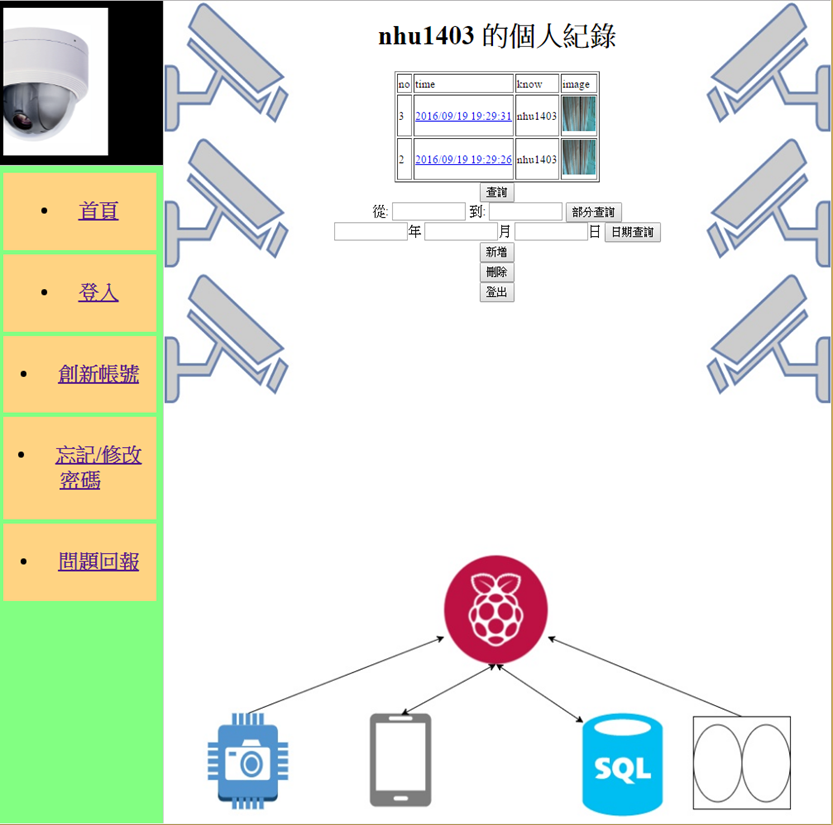 首頁
登入
創新帳號
忘記/修改
密碼
問題回報
nhu1403 的個人紀錄
no time know image
3 2016/09/19 19:29:31 nhu1403
2 2016/09/19 19:29:26 nhu1403
查詢
從: 到: 部分查詢
年 月 日 日期查詢
新增
刪除
登出
SQL